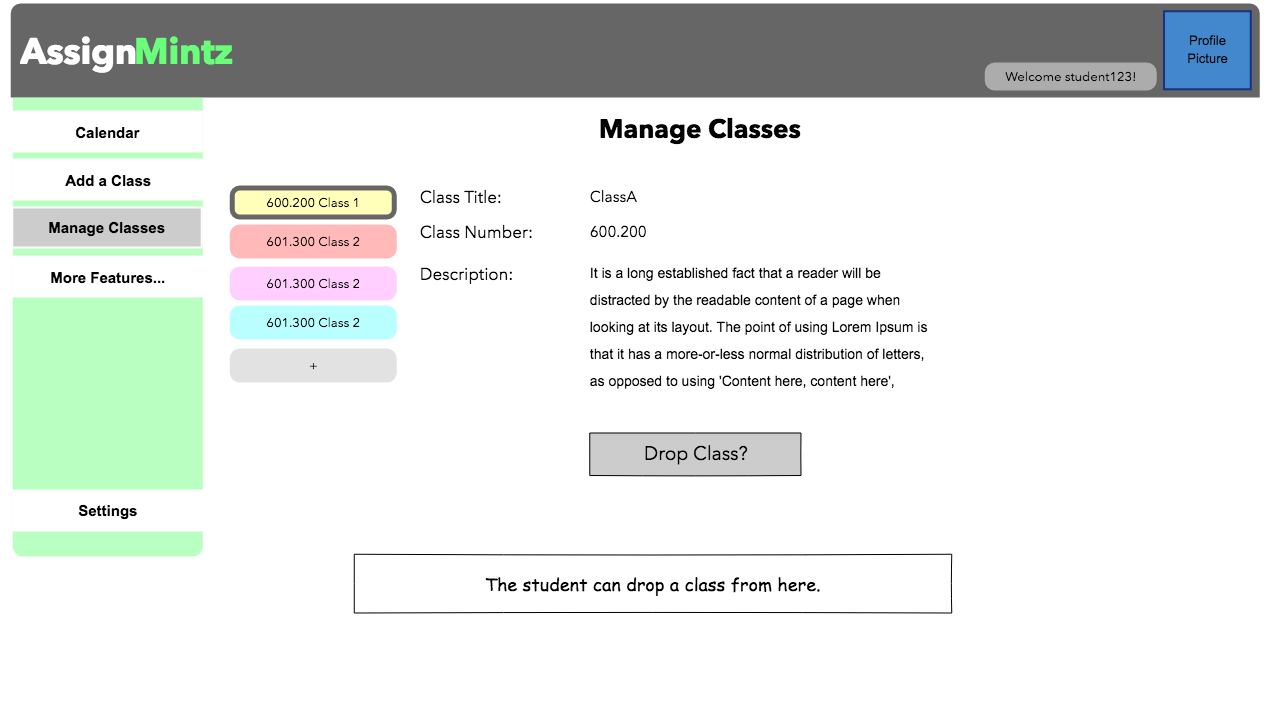 AssignMintz
Profile
Picture
Welcome student123!
Calendar
Add a Class
Manage Classes
More Features...
Settings
Manage Classes
600.200 Class 1
601.300 Class 2
601.300 Class 2
601.300 Class 2
+
Class Title: ClassA
Class Number: 600.200
Description: It is a long established fact that a reader will be
distracted by the readable content of a page when
looking at its layout. The point of using Lorem Ipsum is
that it has a more-or-less normal distribution of letters,
as opposed to using 'Content here, content here',
Drop Class?
The student can drop a class from here.